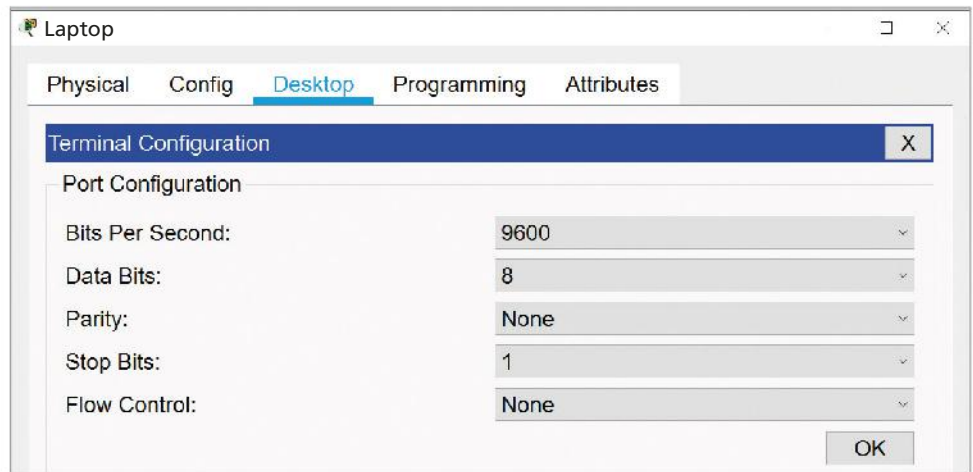 Laptop
Physical Config Desktop Programming Attributes
Terminal Configuration X
Port Configuration
Bits Per Second: 9600
Data Bits: 8
Parity: None
Stop Bits: 1
Flow Control: None
OK